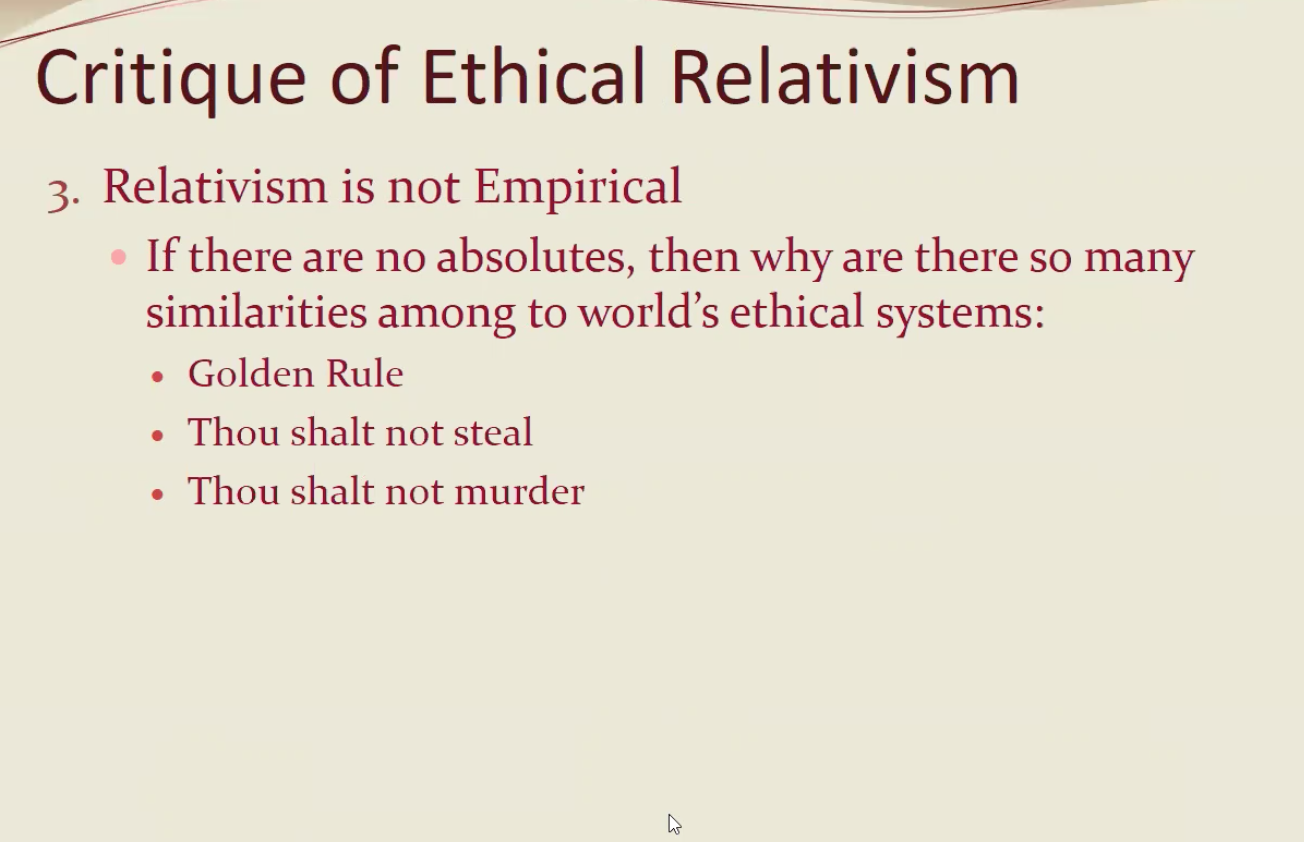 Critique of Ethical Relativism
3. Relativism is not Empirical
• If there are no absolutes, then why are there so many
similarities among to world's ethical systems:
• Golden Rule
• Thou shalt not steal
• Thou shalt not murder